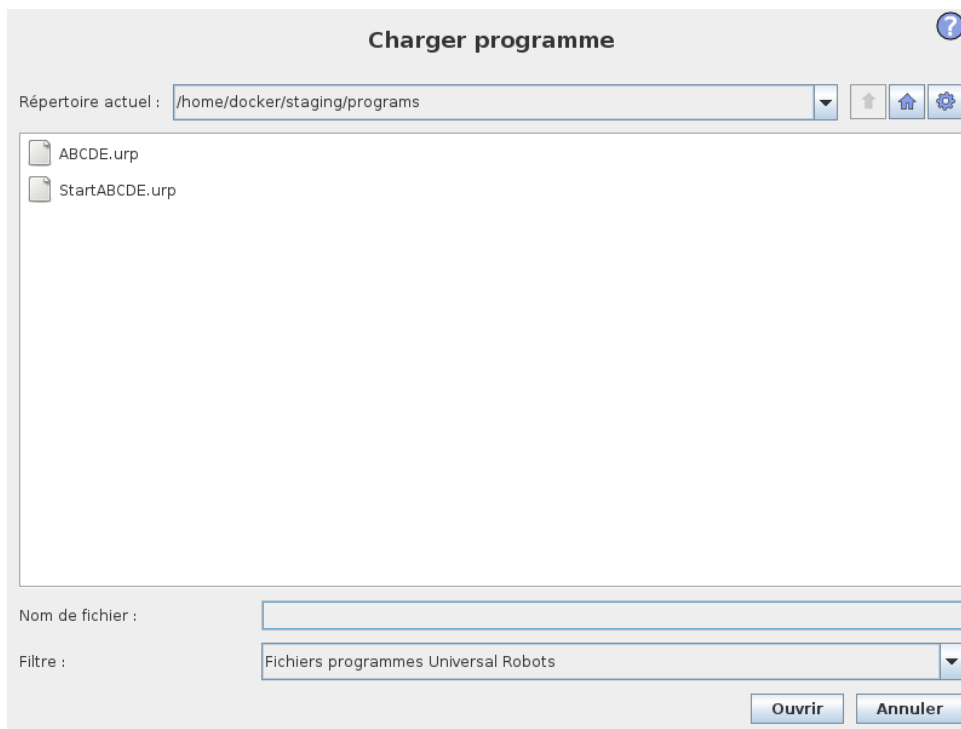 Charger programme
?
Répertoire actuel : /home/docker/staging/programs
ABCDE.urp
StartABCDE.urp
Nom de fichier :
Filtre : Fichiers programmes Universal Robots
Ouvrir Annuler